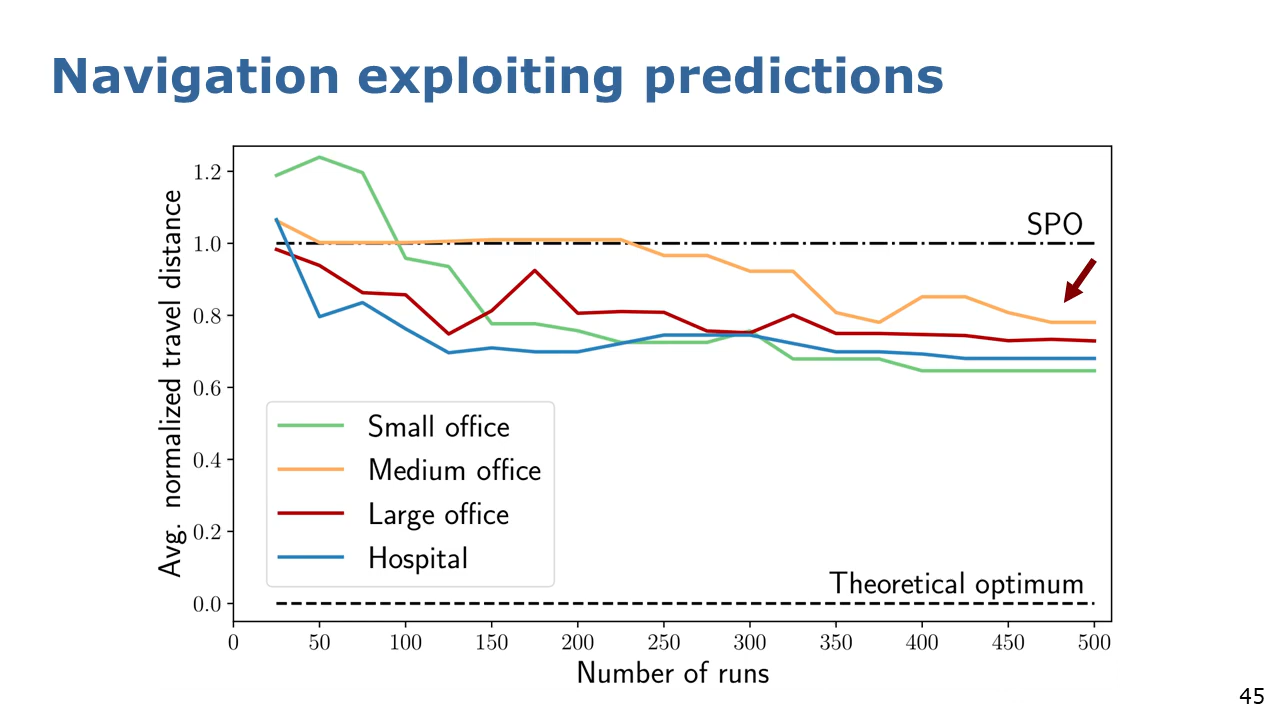 Navigation exploiting predictions
Avg. normalized travel distance
1.2
1.0
0.8
0.6
0.4
0.2
0.0
SPO
Small office
Medium office
Large office
Hospital
Theoretical optimum
0 50 100 150 200 250 300 350 400 450 500
Number of runs
45